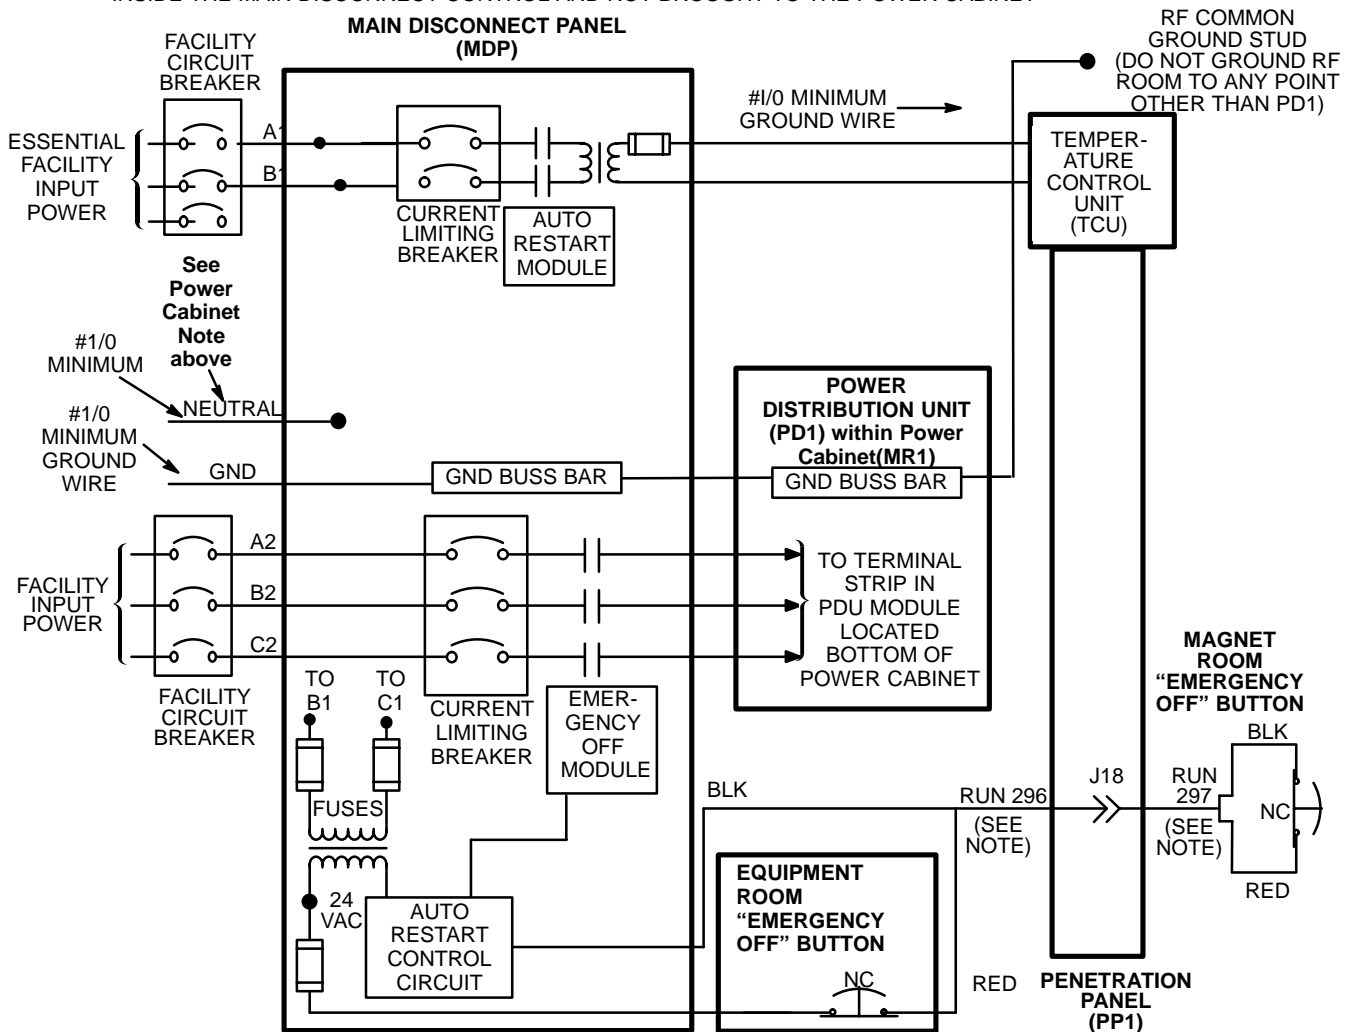 INSIDE THE MAIN DISCONNECT CONTROL AND NOT BROUGHT TO THE POWER CABINET
MAIN DISCONNECT PANEL
(MDP)
FACILITY
CIRCUIT
BREAKER
RF COMMON
GROUND STUD
(DO NOT GROUND RF
ROOM TO ANY POINT
OTHER THAN PD1)
#I/0 MINIMUM
GROUND WIRE
ESSENTIAL
FACILITY
INPUT
POWER
A1
B1
CURRENT
LIMITING
BREAKER
AUTO
RESTART
MODULE
TEMPER-
ATURE
CONTROL
UNIT
(TCU)
See
Power
Cabinet
Note
above
#1/0
MINIMUM
NEUTRAL
#1/0
MINIMUM
GROUND
WIRE
GND
GND BUSS BAR
POWER
DISTRIBUTION UNIT
(PD1) within Power
Cabinet(MR1)
GND BUSS BAR
FACILITY
INPUT
POWER
A2
B2
C2
FACILITY
CIRCUIT
BREAKER
TO TERMINAL
STRIP IN
PDU MODULE
LOCATED
BOTTOM OF
POWER CABINET
TO
B1
TO
C1
CURRENT
LIMITING
BREAKER
EMER-
GENCY
OFF
MODULE
FUSES
24
VAC
AUTO
RESTART
CONTROL
CIRCUIT
BLK
EQUIPMENT
ROOM
“EMERGENCY
OFF” BUTTON
NC
RED
RUN 296
(SEE
NOTE)
J18
RUN
297
(SEE
NOTE)
MAGNET
ROOM
“EMERGENCY
OFF” BUTTON
BLK
NC
RED
PENETRATION
PANEL
(PP1)